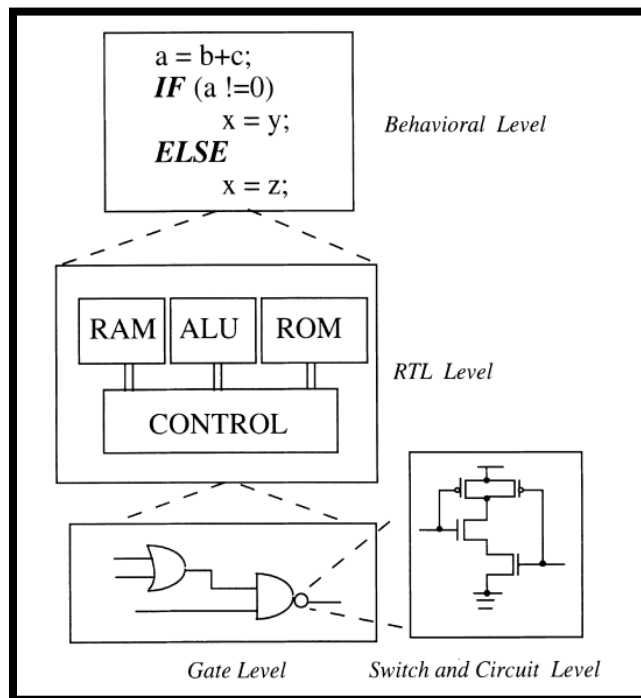 a = b+c;
IF (a !=0)
x = y;
ELSE
x = z;
Behavioral Level
RAM ALU ROM
CONTROL
RTL Level
Gate Level
Switch and Circuit Level